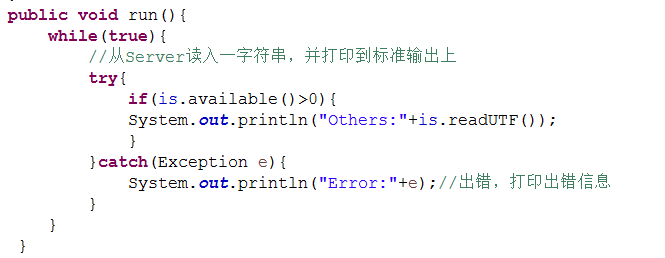 public void run(){
while(true){
//从Server读入一字符串，并打印到标准输出上
try{
if(is.available()>0){
System.out.println("Others:"+is.readUTF());
}
}catch(Exception e){
System.out.println("Error:"+e);//出错，打印出错信息
}
}
}